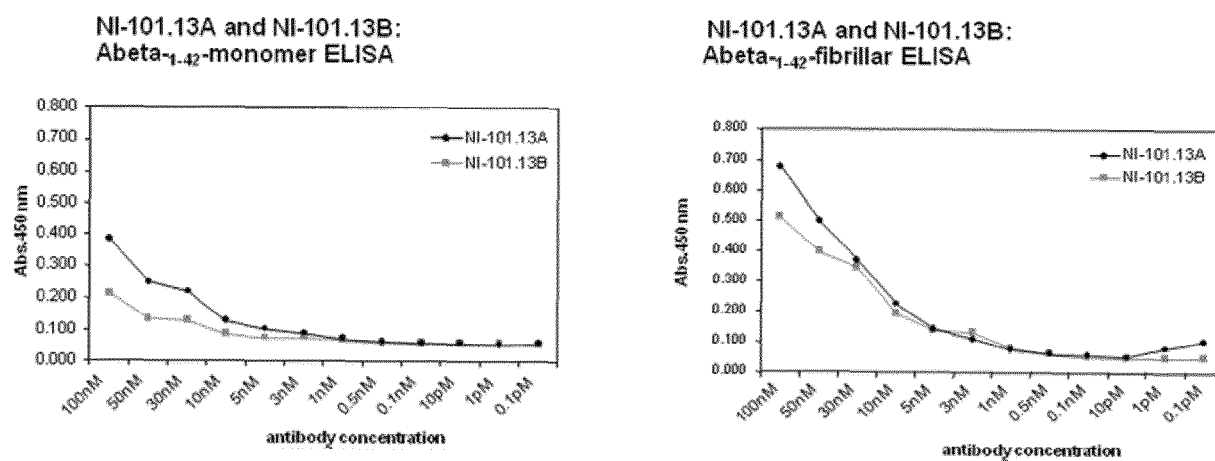 NI-101.13A and NI-101.13B:
Abeta-1-42-monomer ELISA
0.800
0.700
0.600
0.500
0.400
0.300
0.200
0.100
0.000
Abs.450 nm
NI-101.13A
NI-101.13B
100nM
50nM
30nM
10nM
5nM
3nM
1nM
0.5nM
0.1nM
10pM
1pM
0.1pM
antibody concentration
NI-101.13A and NI-101.13B:
Abeta-1-42-fibrillar ELISA
0.800
0.700
0.600
0.500
0.400
0.300
0.200
0.100
0.000
Abs.450 nm
NI-101.13A
NI-101.13B
100nM
50nM
30nM
10nM
5nM
3nM
1nM
0.5nM
0.1nM
10pM
1pM
0.1pM
antibody concentration